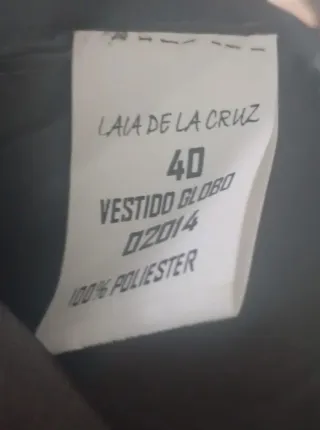 LAIA DE LA CRUZ
40
VESTIDO GLOBO
02014
100% POLIESTER